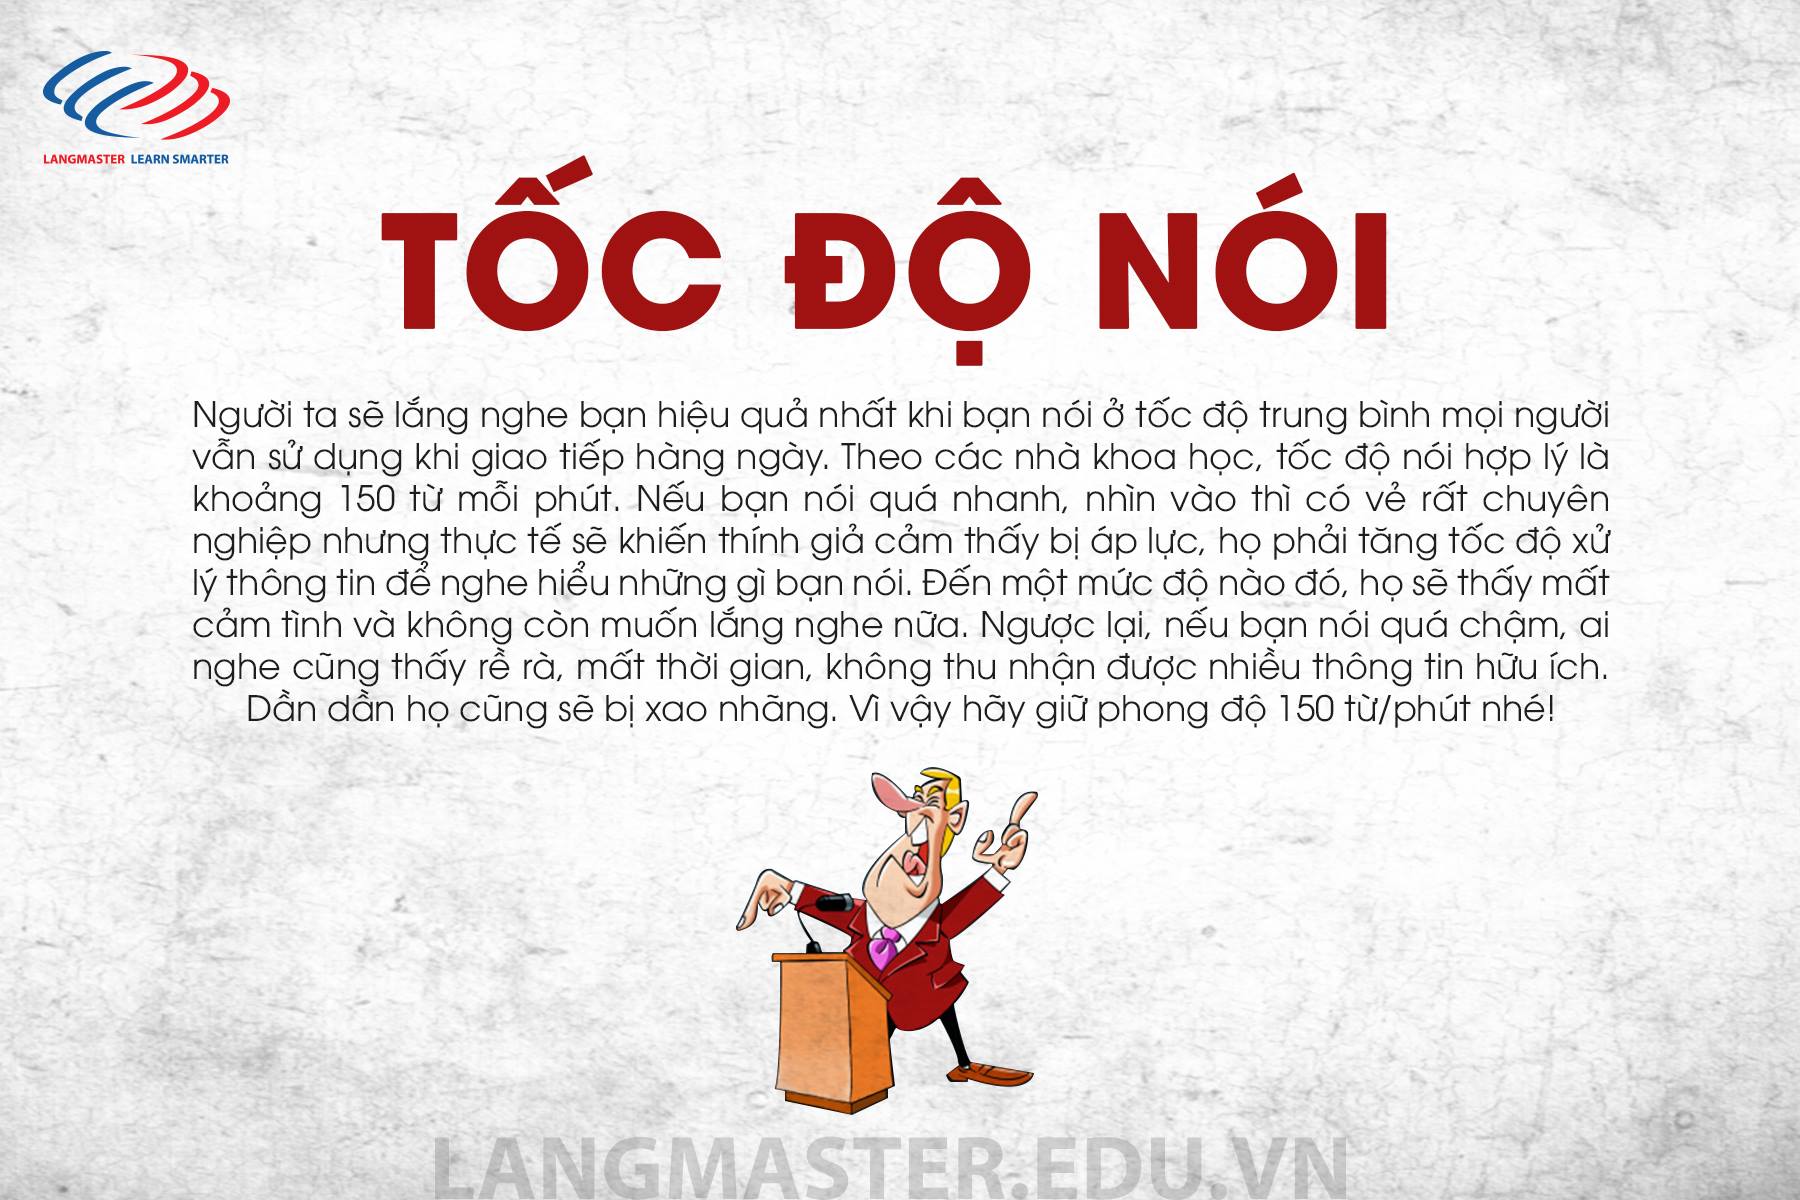 LANGMASTER LEARN SMARTER
TỐC ĐỘ NÓI
Người ta sẽ lắng nghe bạn hiệu quả nhất khi bạn nói ở tốc độ trung bình mọi người
vẫn sử dụng khi giao tiếp hàng ngày. Theo các nhà khoa học, tốc độ nói hợp lý là
khoảng 150 từ mỗi phút. Nếu bạn nói quá nhanh, nhìn vào thì có vẻ rất chuyên
nghiệp nhưng thực tế sẽ khiến thính giả cảm thấy bị áp lực, họ phải tăng tốc độ xử
lý thông tin để nghe hiểu những gì bạn nói. Đến một mức độ nào đó, họ sẽ thấy mất
cảm tình và không còn muốn lắng nghe nữa. Ngược lại, nếu bạn nói quá chậm, ai
nghe cũng thấy rề rà, mất thời gian, không thu nhận được nhiều thông tin hữu ích.
Dần dần họ cũng sẽ bị xao nhãng. Vì vậy hãy giữ phong độ 150 từ/phút nhé!
LANGMASTER.EDU.VN